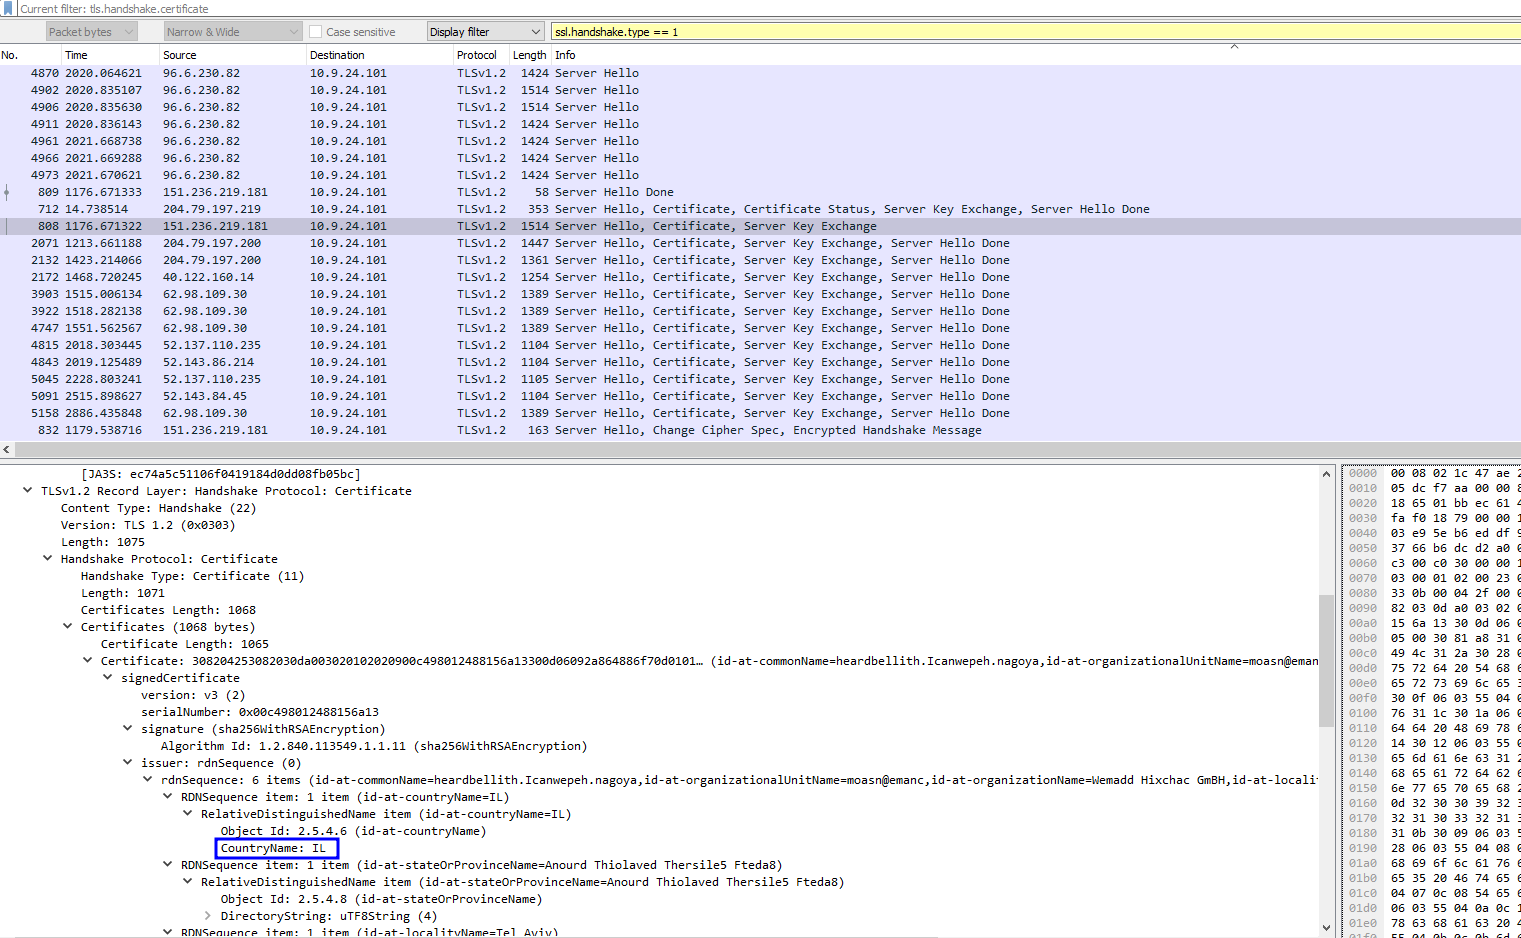 Current filter: tls.handshake.certificate
Packet bytes Narrow & Wide Case sensitive Display filter ssl.handshake.type == 1
No. Time Source Destination Protocol Length Info
4870 2020.064621 96.6.230.82 10.9.24.101 TLSv1.2 1424 Server Hello
4902 2020.835107 96.6.230.82 10.9.24.101 TLSv1.2 1514 Server Hello
4906 2020.835630 96.6.230.82 10.9.24.101 TLSv1.2 1514 Server Hello
4911 2020.836143 96.6.230.82 10.9.24.101 TLSv1.2 1424 Server Hello
4961 2021.668738 96.6.230.82 10.9.24.101 TLSv1.2 1424 Server Hello
4966 2021.669288 96.6.230.82 10.9.24.101 TLSv1.2 1424 Server Hello
4973 2021.670621 96.6.230.82 10.9.24.101 TLSv1.2 1424 Server Hello
809 1176.671333 151.236.219.181 10.9.24.101 TLSv1.2 58 Server Hello Done
712 14.738514 204.79.197.219 10.9.24.101 TLSv1.2 353 Server Hello, Certificate, Certificate Status, Server Key Exchange, Server Hello Done
808 1176.671322 151.236.219.181 10.9.24.101 TLSv1.2 1514 Server Hello, Certificate, Server Key Exchange
2071 1213.661188 204.79.197.200 10.9.24.101 TLSv1.2 1447 Server Hello, Certificate, Server Key Exchange, Server Hello Done
2132 1423.214066 204.79.197.200 10.9.24.101 TLSv1.2 1361 Server Hello, Certificate, Server Key Exchange, Server Hello Done
2172 1468.720245 40.122.160.14 10.9.24.101 TLSv1.2 1254 Server Hello, Certificate, Server Key Exchange, Server Hello Done
3903 1515.006134 62.98.109.30 10.9.24.101 TLSv1.2 1389 Server Hello, Certificate, Server Key Exchange, Server Hello Done
3922 1518.282138 62.98.109.30 10.9.24.101 TLSv1.2 1389 Server Hello, Certificate, Server Key Exchange, Server Hello Done
4747 1551.562567 62.98.109.30 10.9.24.101 TLSv1.2 1389 Server Hello, Certificate, Server Key Exchange, Server Hello Done
4815 2018.303445 52.137.110.235 10.9.24.101 TLSv1.2 1104 Server Hello, Certificate, Server Key Exchange, Server Hello Done
4843 2019.125489 52.143.86.214 10.9.24.101 TLSv1.2 1104 Server Hello, Certificate, Server Key Exchange, Server Hello Done
5045 2228.803241 52.137.110.235 10.9.24.101 TLSv1.2 1105 Server Hello, Certificate, Server Key Exchange, Server Hello Done
5091 2515.898627 52.143.84.45 10.9.24.101 TLSv1.2 1104 Server Hello, Certificate, Server Key Exchange, Server Hello Done
5158 2886.435848 62.98.109.30 10.9.24.101 TLSv1.2 1389 Server Hello, Certificate, Server Key Exchange, Server Hello Done
832 1179.538716 151.236.219.181 10.9.24.101 TLSv1.2 163 Server Hello, Change Cipher Spec, Encrypted Handshake Message
[JA3S: ec74a5c51106f0419184d0dd08fb05bc]
TLSv1.2 Record Layer: Handshake Protocol: Certificate
Content Type: Handshake (22)
Version: TLS 1.2 (0x0303)
Length: 1075
Handshake Protocol: Certificate
Handshake Type: Certificate (11)
Length: 1071
Certificates Length: 1068
Certificates (1068 bytes)
Certificate Length: 1065
Certificate: 308204253082030da003020102020900c498012488156a13300d06092a864886f70d0101… (id-at-commonName=heardbellith.Icanwepeh.nagoya,id-at-organizationalUnitName=moasn@eman
signedCertificate
version: v3 (2)
serialNumber: 0x00c498012488156a13
signature (sha256WithRSAEncryption)
Algorithm Id: 1.2.840.113549.1.1.11 (sha256WithRSAEncryption)
issuer: rdnSequence (0)
rdnSequence: 6 items (id-at-commonName=heardbellith.Icanwepeh.nagoya,id-at-organizationalUnitName=moasn@emanc,id-at-organizationName=Wemadd Hixchac GmBH,id-at-locali
RDNSequence item: 1 item (id-at-countryName=IL)
RelativeDistinguishedName item (id-at-countryName=IL)
Object Id: 2.5.4.6 (id-at-countryName)
CountryName: IL
RDNSequence item: 1 item (id-at-stateOrProvinceName=Anourd Thiolaved Thersile5 Fteda8)
RelativeDistinguishedName item (id-at-stateOrProvinceName=Anourd Thiolaved Thersile5 Fteda8)
Object Id: 2.5.4.8 (id-at-stateOrProvinceName)
DirectoryString: uTF8String (4)
RDNSequence item: 1 item (id-at-localityName=Tel Aviv)
0000 00 08 02 1c 47 ae
0010 05 dc f7 aa 00 00
0020 18 65 01 bb ec 61
0030 fa f0 18 79 00 00
0040 03 e9 5e b6 ed df
0050 37 66 b6 dc d2 a0
0060 c3 00 c0 30 00 00
0070 03 00 01 02 00 23
0080 33 0b 00 04 2f 00
0090 82 03 0d a0 03 02
00a0 15 6a 13 30 0d 06
00b0 05 00 30 81 a8 31
00c0 49 4c 31 2a 30 28
00d0 75 72 64 20 54 68
00e0 65 72 73 69 6c 65
00f0 30 0f 06 03 55 04
0100 76 31 1c 30 1a 06
0110 64 64 20 48 69 78
0120 14 30 12 06 03 55
0130 65 6d 61 6e 63 31
0140 68 65 61 72 64 62
0150 6e 77 65 70 65 68
0160 0d 32 30 30 39 32
0170 32 31 30 33 32 31
0180 31 0b 30 09 06 03
0190 28 06 03 55 04 08
01a0 68 69 6f 6c 61 76
01b0 65 35 20 46 74 65
01c0 04 07 0c 08 54 65
01d0 06 03 55 04 0a 0c
01e0 78 63 68 61 63 20